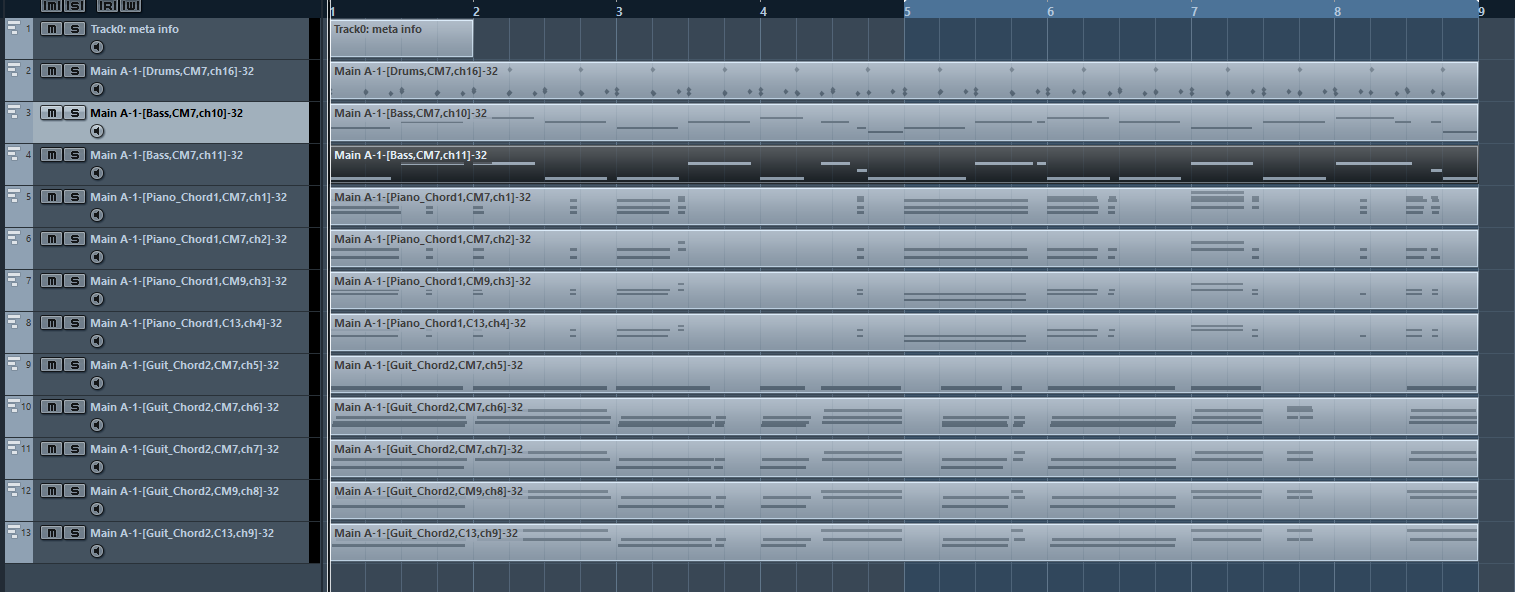 M S R W
1 2 3 4 5 6 7 8 9
1 M S Track0: meta info
Track0: meta info
2 M S Main A-1-[Drums,CM7,ch16]-32
Main A-1-[Drums,CM7,ch16]-32
3 M S Main A-1-[Bass,CM7,ch10]-32
Main A-1-[Bass,CM7,ch10]-32
4 M S Main A-1-[Bass,CM7,ch11]-32
Main A-1-[Bass,CM7,ch11]-32
5 M S Main A-1-[Piano_Chord1,CM7,ch1]-32
Main A-1-[Piano_Chord1,CM7,ch1]-32
6 M S Main A-1-[Piano_Chord1,CM7,ch2]-32
Main A-1-[Piano_Chord1,CM7,ch2]-32
7 M S Main A-1-[Piano_Chord1,CM9,ch3]-32
Main A-1-[Piano_Chord1,CM9,ch3]-32
8 M S Main A-1-[Piano_Chord1,C13,ch4]-32
Main A-1-[Piano_Chord1,C13,ch4]-32
9 M S Main A-1-[Guit_Chord2,CM7,ch5]-32
Main A-1-[Guit_Chord2,CM7,ch5]-32
10 M S Main A-1-[Guit_Chord2,CM7,ch6]-32
Main A-1-[Guit_Chord2,CM7,ch6]-32
11 M S Main A-1-[Guit_Chord2,CM7,ch7]-32
Main A-1-[Guit_Chord2,CM7,ch7]-32
12 M S Main A-1-[Guit_Chord2,CM9,ch8]-32
Main A-1-[Guit_Chord2,CM9,ch8]-32
13 M S Main A-1-[Guit_Chord2,C13,ch9]-32
Main A-1-[Guit_Chord2,C13,ch9]-32